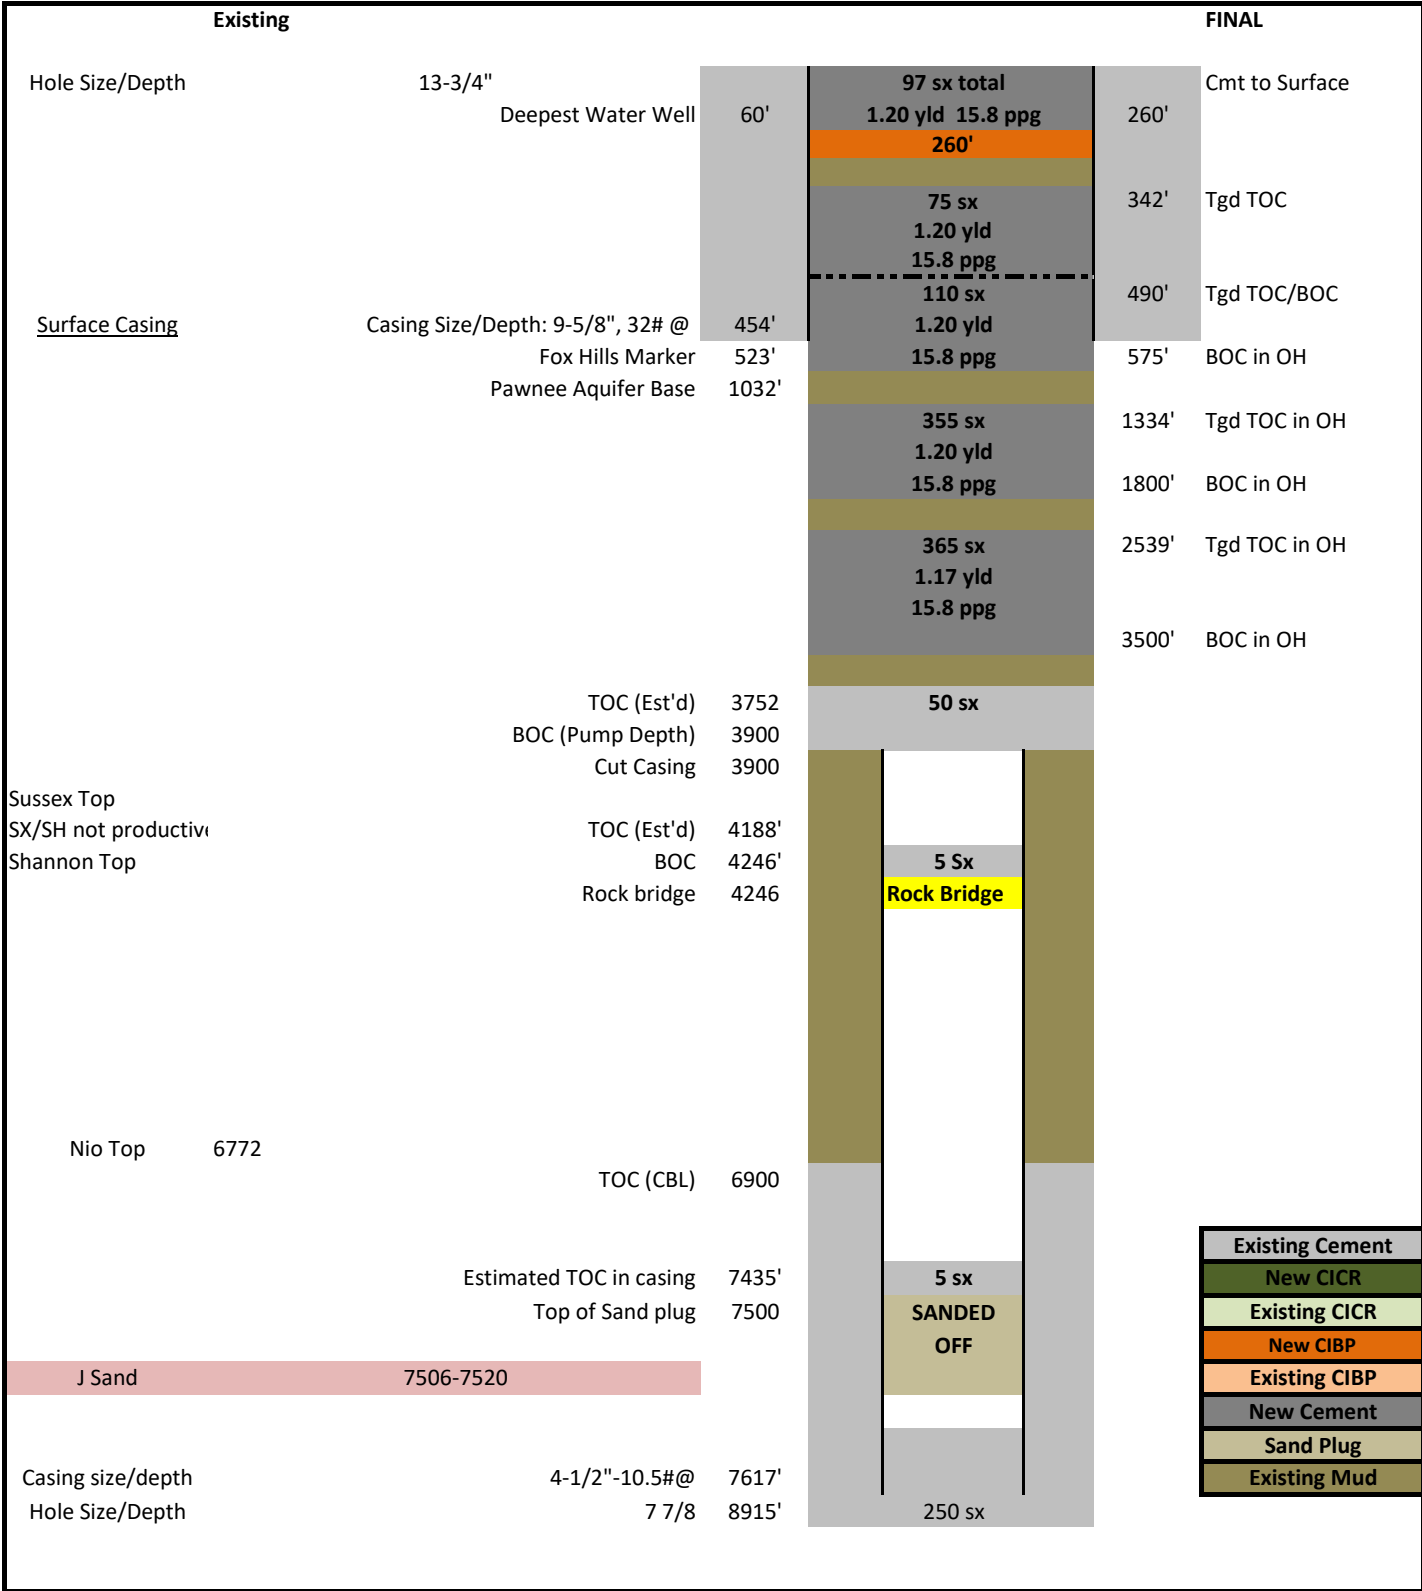 Existing FINAL
Hole Size/Depth 13-3/4" 97 sx total Cmt to Surface
Deepest Water Well 60' 1.20 yld 15.8 ppg 260'
260'
75 sx 342' Tgd TOC
1.20 yld
15.8 ppg
110 sx 490' Tgd TOC/BOC
Surface Casing Casing Size/Depth: 9-5/8", 32# @ 454' 1.20 yld
Fox Hills Marker 523' 15.8 ppg 575' BOC in OH
Pawnee Aquifer Base 1032'
355 sx 1334' Tgd TOC in OH
1.20 yld
15.8 ppg 1800' BOC in OH
365 sx 2539' Tgd TOC in OH
1.17 yld
15.8 ppg
3500' BOC in OH
TOC (Est'd) 3752 50 sx
BOC (Pump Depth) 3900
Cut Casing 3900
Sussex Top
SX/SH not productive TOC (Est'd) 4188'
Shannon Top BOC 4246' 5 Sx
Rock bridge 4246 Rock Bridge
Nio Top 6772
TOC (CBL) 6900
Existing Cement
Estimated TOC in casing 7435' 5 sx New CICR
Top of Sand plug 7500 SANDED Existing CICR
OFF New CIBP
J Sand 7506-7520 Existing CIBP
New Cement
Sand Plug
Casing size/depth 4-1/2"-10.5#@ 7617' Existing Mud
Hole Size/Depth 7 7/8 8915' 250 sx